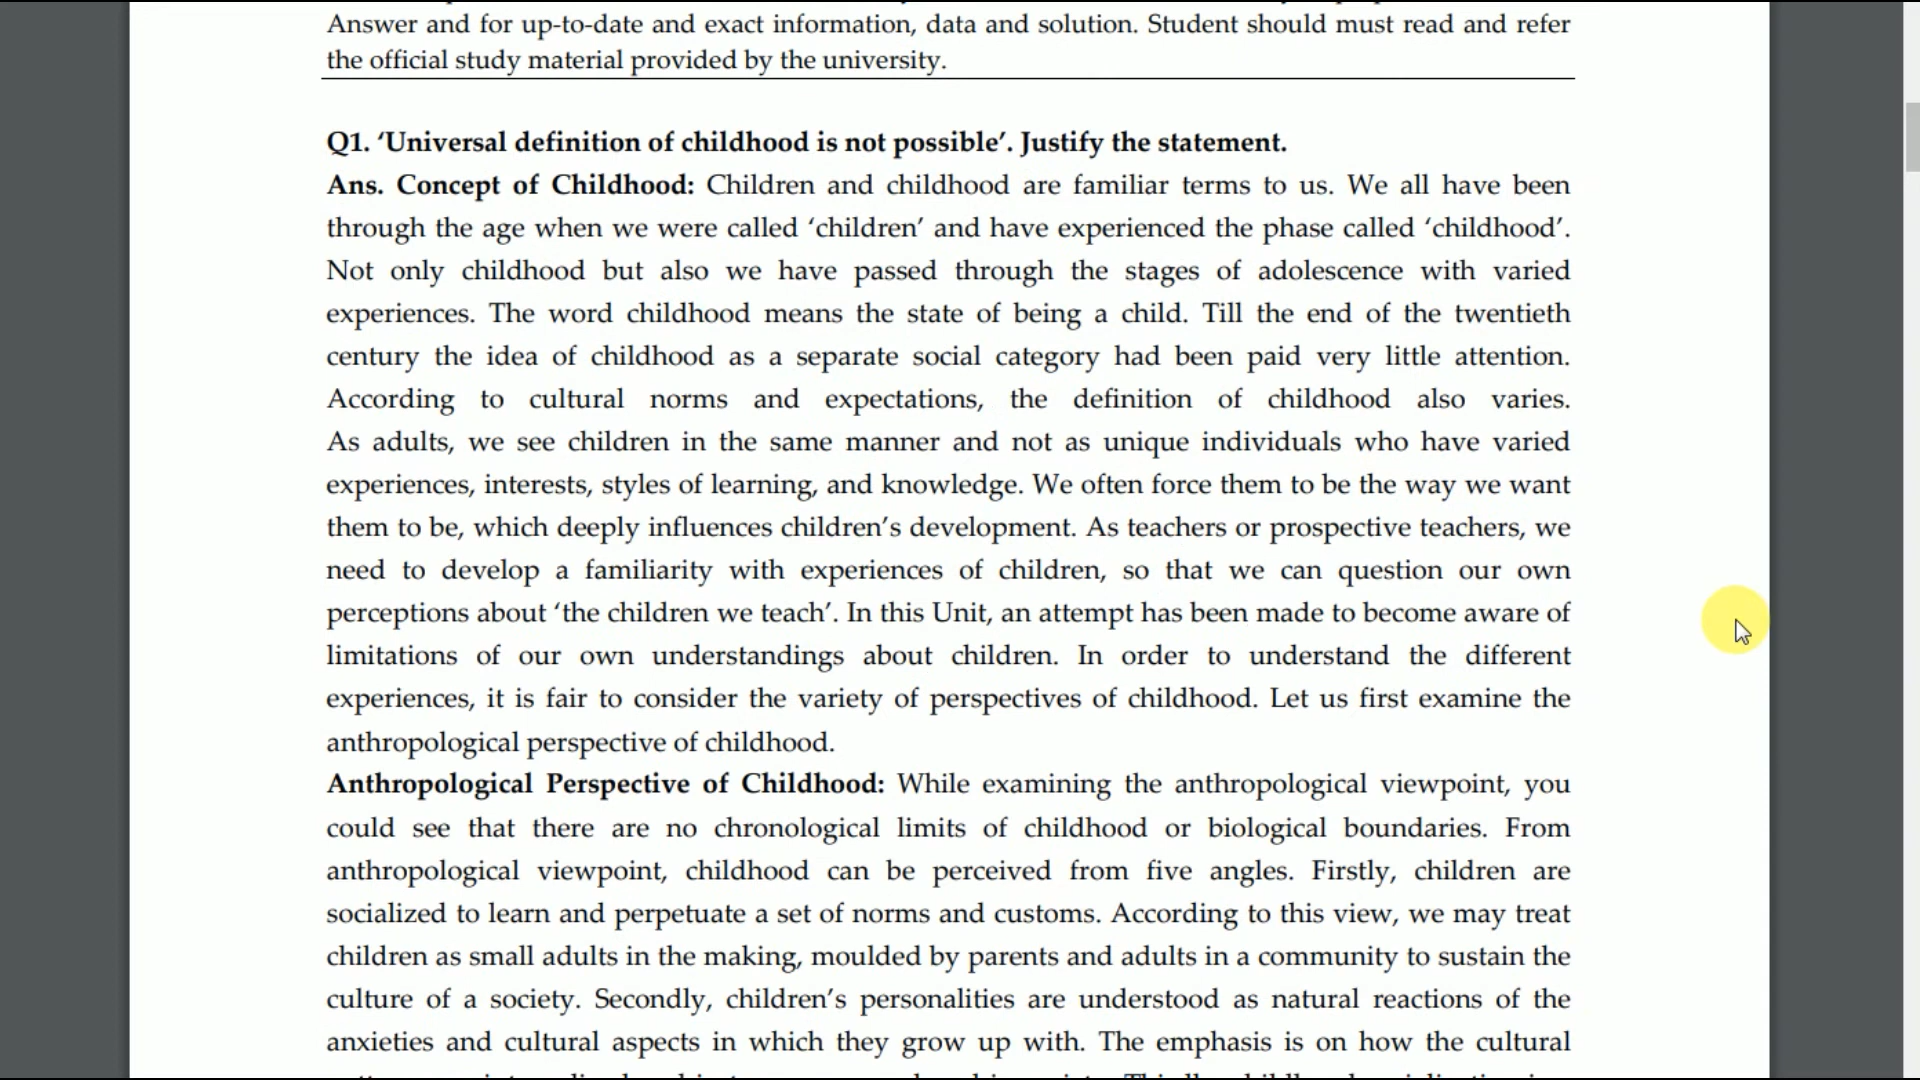 Answer and for up-to-date and exact information, data and solution. Student should must read and refer
the official study material provided by the university.
Q1. ‘Universal definition of childhood is not possible’. Justify the statement.
Ans. Concept of Childhood: Children and childhood are familiar terms to us. We all have been
through the age when we were called ‘children’ and have experienced the phase called ‘childhood’.
Not only childhood but also we have passed through the stages of adolescence with varied
experiences. The word childhood means the state of being a child. Till the end of the twentieth
century the idea of childhood as a separate social category had been paid very little attention.
According to cultural norms and expectations, the definition of childhood also varies.
As adults, we see children in the same manner and not as unique individuals who have varied
experiences, interests, styles of learning, and knowledge. We often force them to be the way we want
them to be, which deeply influences children’s development. As teachers or prospective teachers, we
need to develop a familiarity with experiences of children, so that we can question our own
perceptions about ‘the children we teach’. In this Unit, an attempt has been made to become aware of
limitations of our own understandings about children. In order to understand the different
experiences, it is fair to consider the variety of perspectives of childhood. Let us first examine the
anthropological perspective of childhood.
Anthropological Perspective of Childhood: While examining the anthropological viewpoint, you
could see that there are no chronological limits of childhood or biological boundaries. From
anthropological viewpoint, childhood can be perceived from five angles. Firstly, children are
socialized to learn and perpetuate a set of norms and customs. According to this view, we may treat
children as small adults in the making, moulded by parents and adults in a community to sustain the
culture of a society. Secondly, children’s personalities are understood as natural reactions of the
anxieties and cultural aspects in which they grow up with. The emphasis is on how the cultural